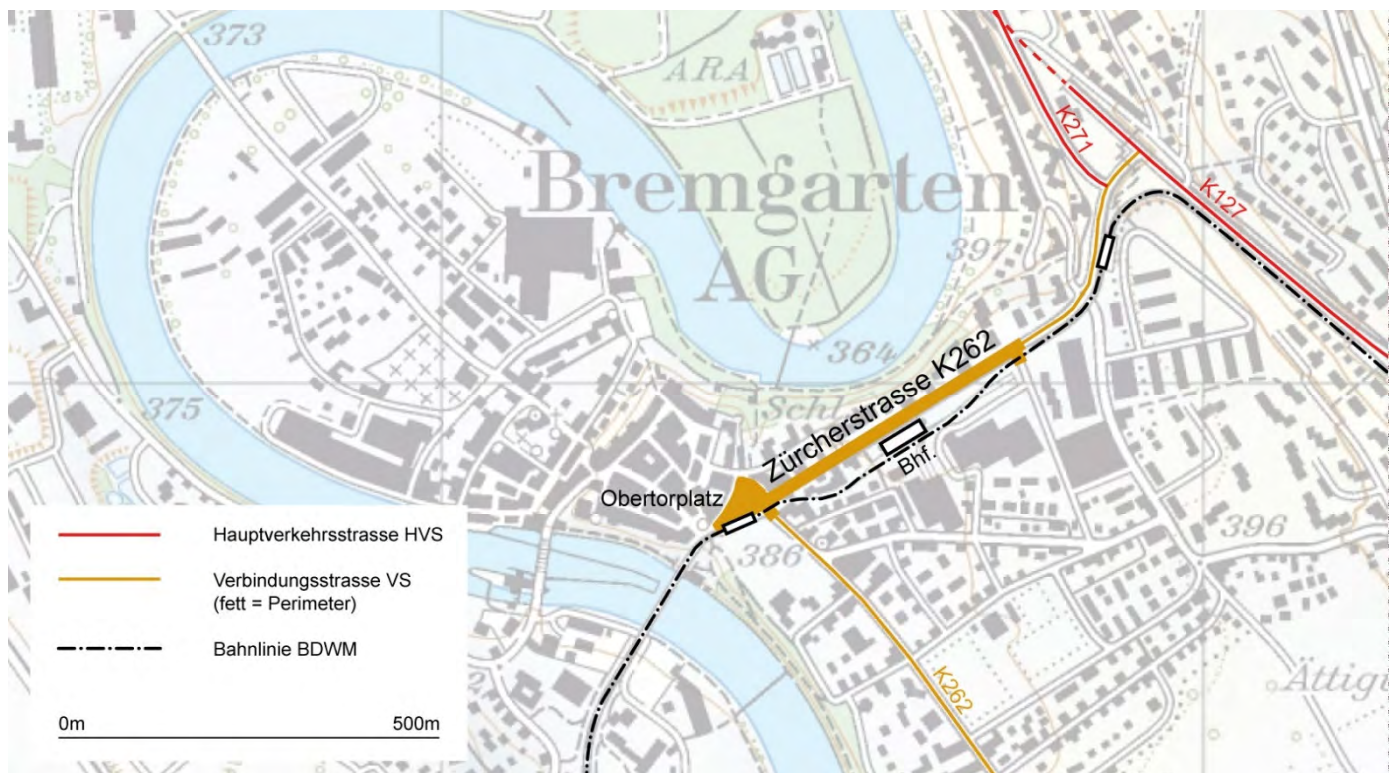 373
ARA
K271
Bremgarten
AG
K127
397
364
375
Zürcherstrasse K262
Bhf.
Obertorplatz
396
386
K262
Hauptverkehrsstrasse HVS
Verbindungsstrasse VS
(fett = Perimeter)
Bahnlinie BDWM
0m 500m